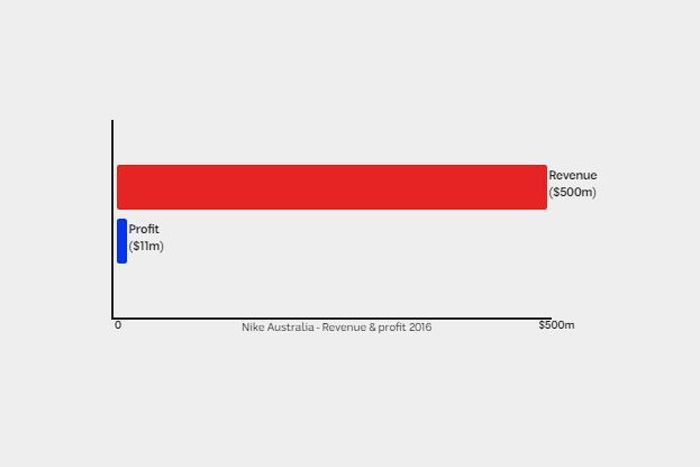 Revenue
($500m)
Profit
($11m)
0
Nike Australia - Revenue & profit 2016
$500m